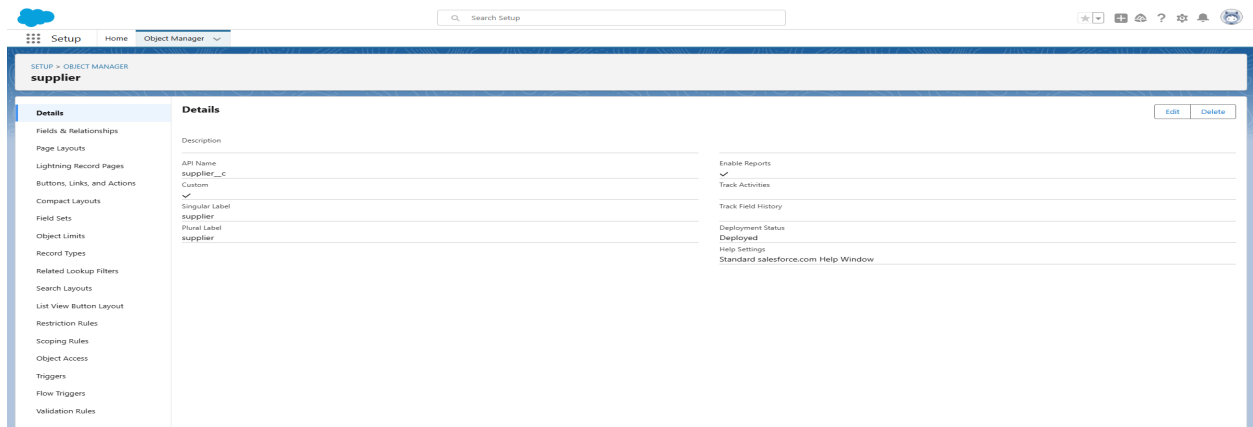 Search Setup
Setup
Home
Object Manager
SETUP > OBJECT MANAGER
supplier
Details
Fields & Relationships
Page Layouts
Lightning Record Pages
Buttons, Links, and Actions
Compact Layouts
Field Sets
Object Limits
Record Types
Related Lookup Filters
Search Layouts
List View Button Layout
Restriction Rules
Scoping Rules
Object Access
Triggers
Flow Triggers
Validation Rules
Details
Edit
Delete
Description
API Name
supplier__c
Custom
Singular Label
supplier
Plural Label
supplier
Enable Reports
Track Activities
Track Field History
Deployment Status
Deployed
Help Settings
Standard salesforce.com Help Window